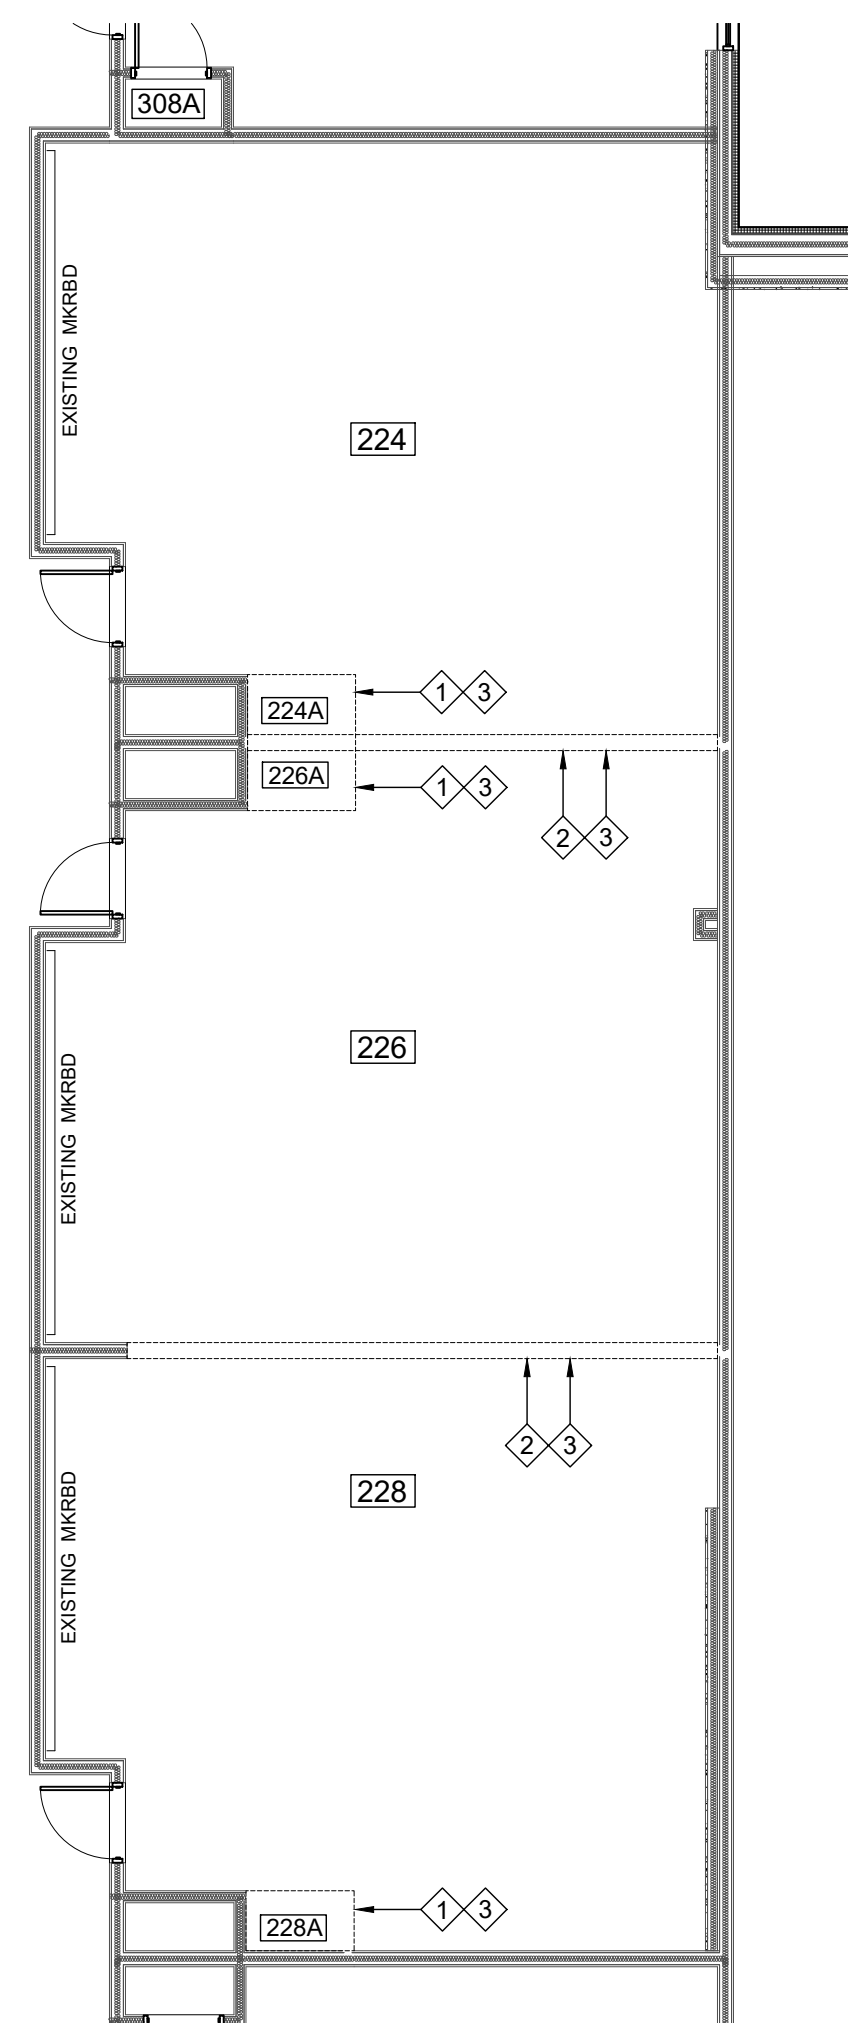 308A
EXISTING MKRBD
224
1 3
224A
226A
1 3
2 3
226
EXISTING MKRBD
2 3
228
EXISTING MKRBD
1 3
228A